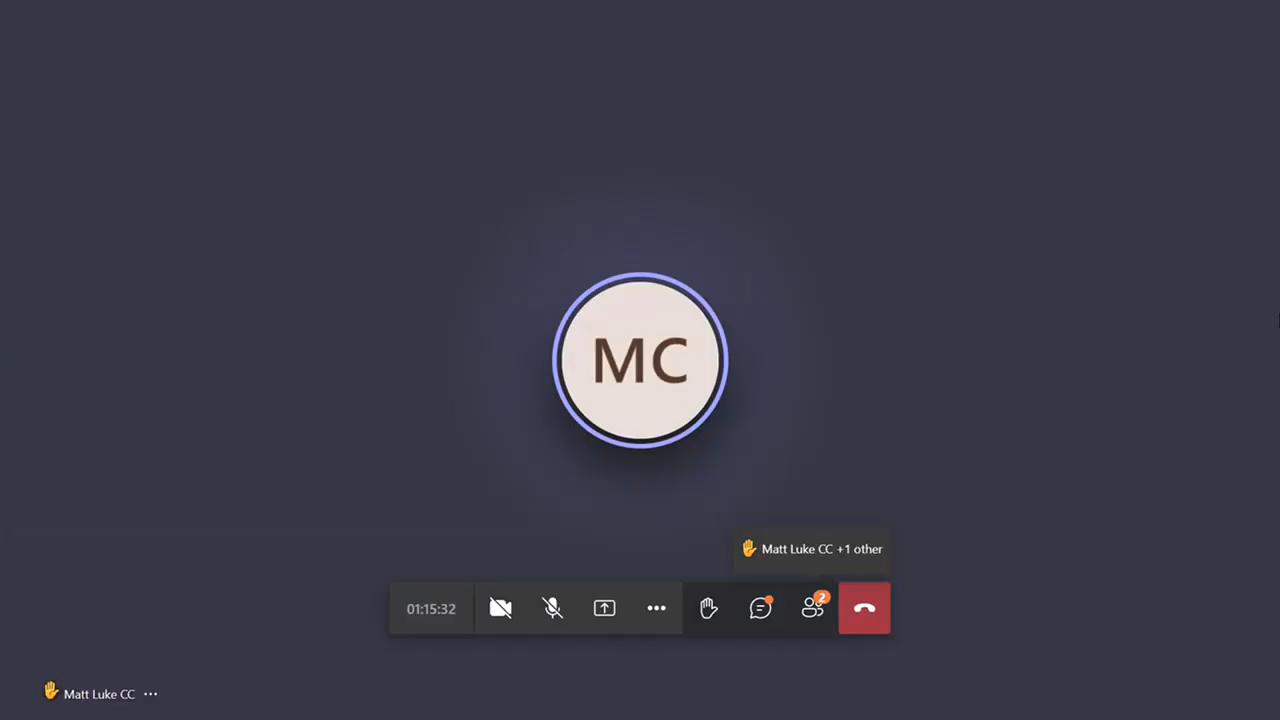 MC
✋ Matt Luke CC +1 other
01:15:32
2
✋ Matt Luke CC ···